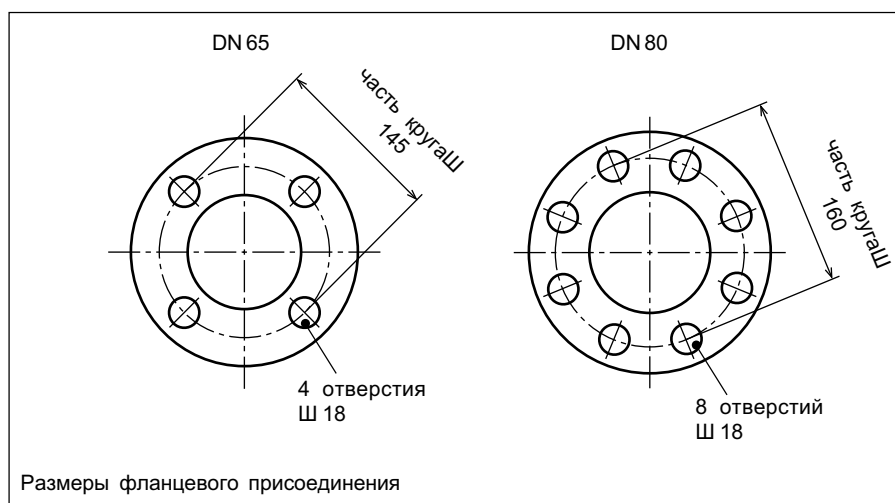 DN 65
DN 80
часть кругаШ
145
часть кругаШ
160
4 отверстия
Ш 18
8 отверстий
Ш 18
Размеры фланцевого присоединения